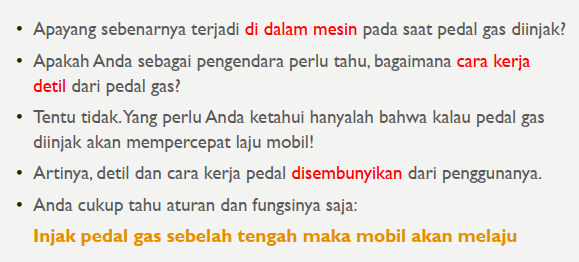 • Apayang sebenarnya terjadi di dalam mesin pada saat pedal gas diinjak?
• Apakah Anda sebagai pengendara perlu tahu, bagaimana cara kerja
detil dari pedal gas?
• Tentu tidak. Yang perlu Anda ketahui hanyalah bahwa kalau pedal gas
diinjak akan mempercepat laju mobil!
• Artinya, detil dan cara kerja pedal disembunyikan dari penggunanya.
• Anda cukup tahu aturan dan fungsinya saja:
Injak pedal gas sebelah tengah maka mobil akan melaju